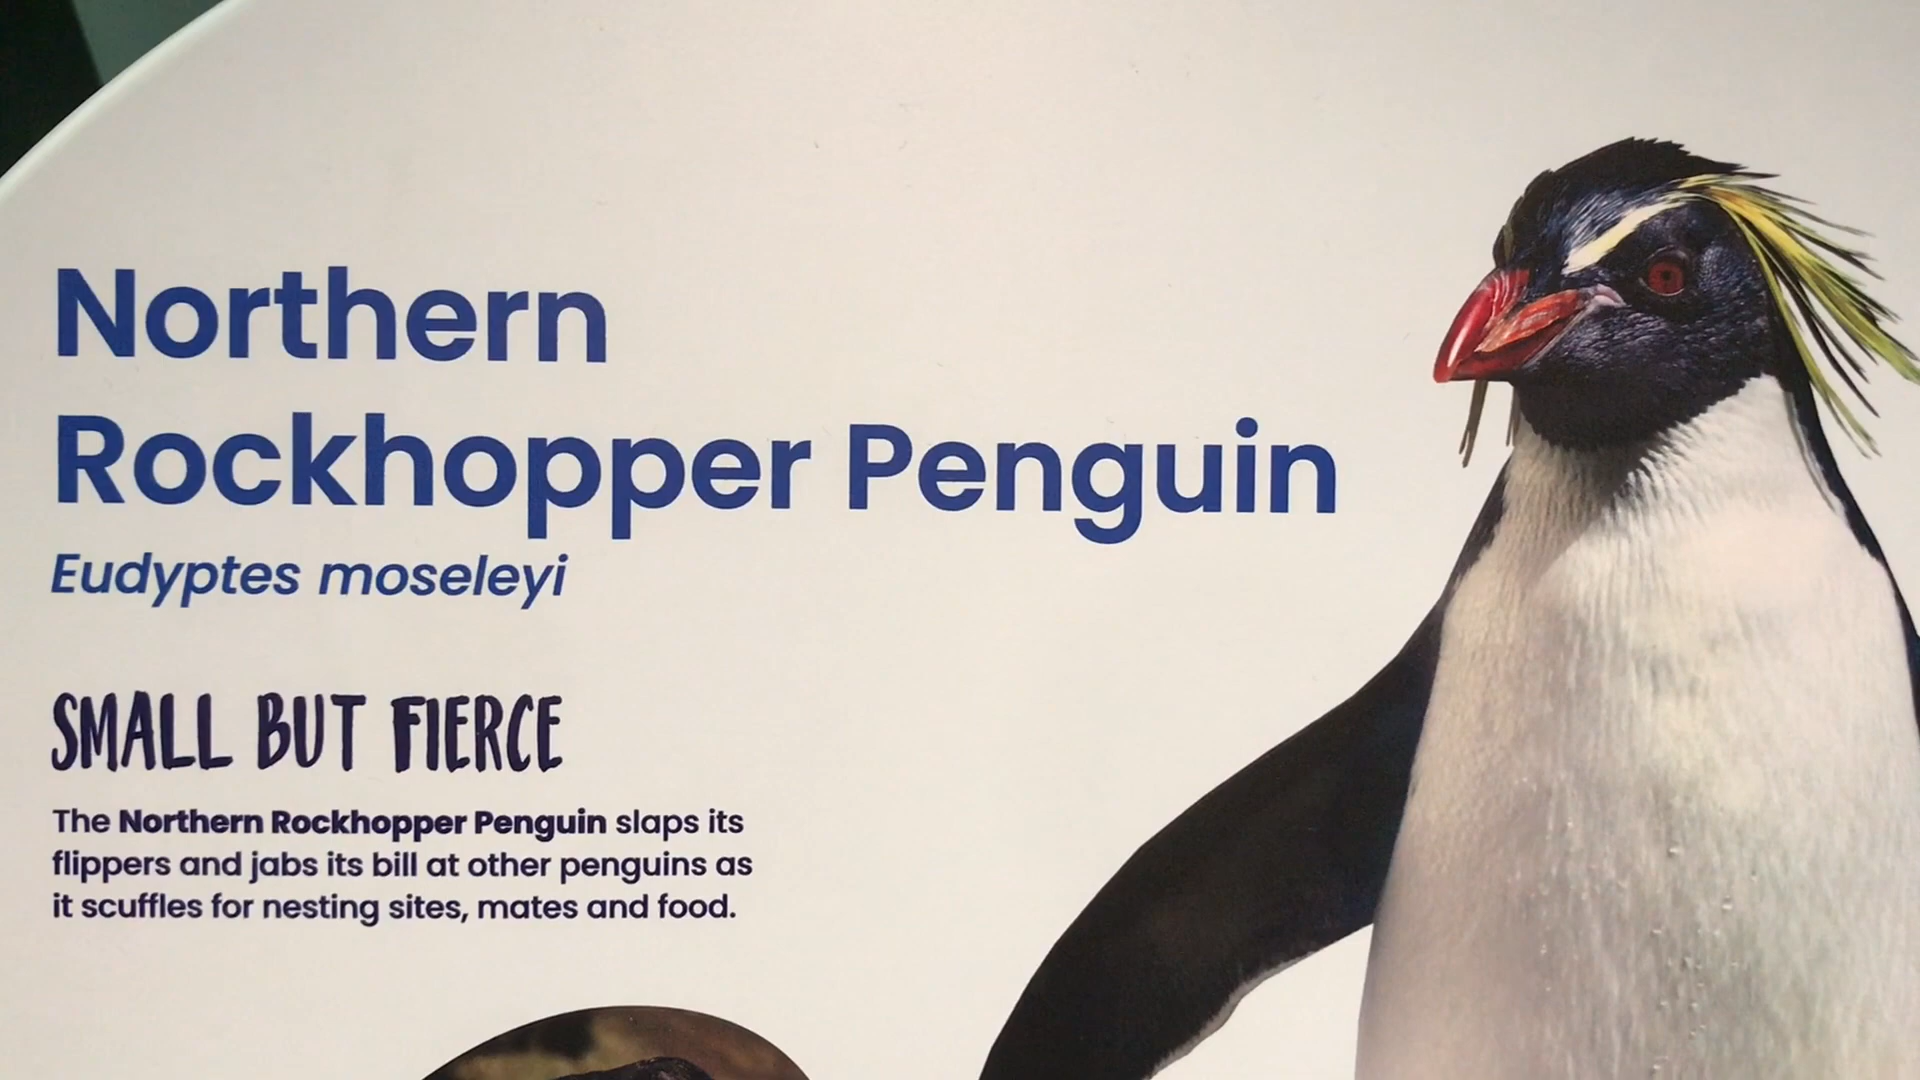 Northern
Rockhopper Penguin
Eudyptes moseleyi
SMALL BUT FIERCE
The Northern Rockhopper Penguin slaps its
flippers and jabs its bill at other penguins as
it scuffles for nesting sites, mates and food.